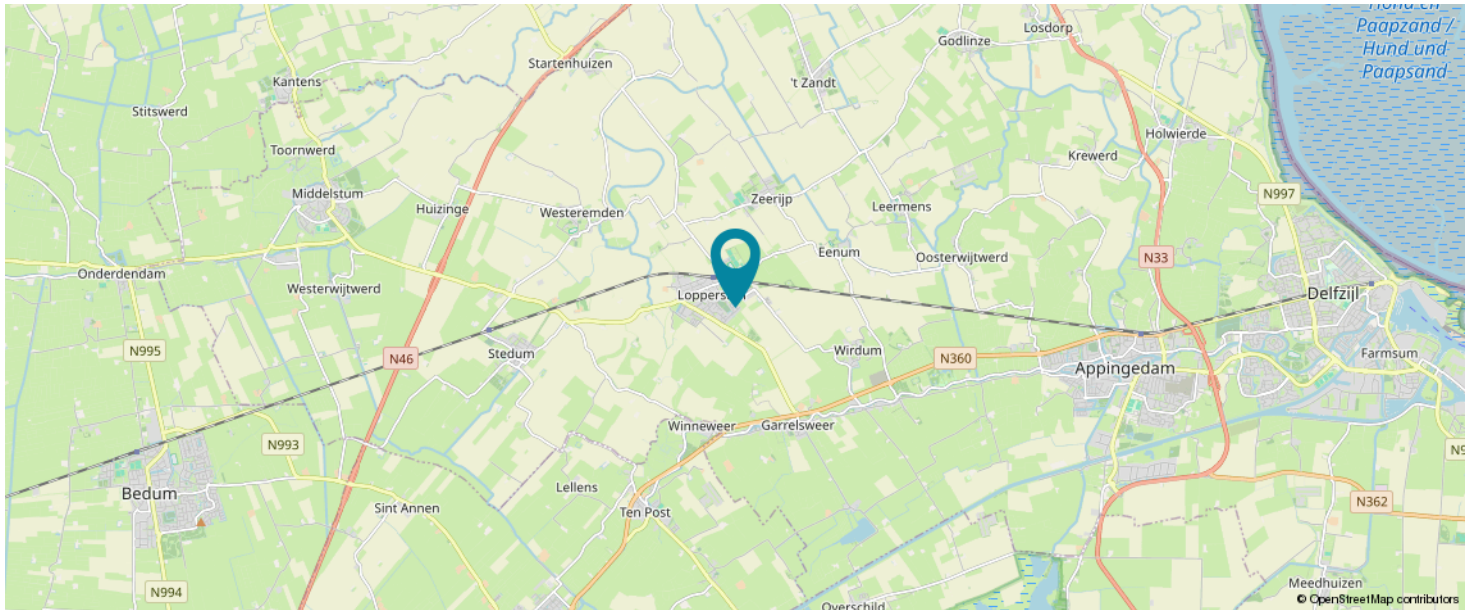 Hond en
Paapzand /
Hund und
Paapsand
Losdorp
Godlinze
Startenhuizen
't Zandt
Kantens
Stitswerd
Holwierde
Toornwerd
Krewerd
Middelstum
N997
Zeerijp
Leermens
Huizinge
Westeremden
Eenum
Oosterwijtwerd
N33
Onderdendam
Westerwijtwerd
Delfzijl
N995
Stedum
Wirdum
N46
N360
Farmsum
Appingedam
Winneweer
Garrelsweer
N993
Lellens
Bedum
Sint Annen
Ten Post
N362
Meedhuizen
N994
Overschild
© OpenStreetMap contributors